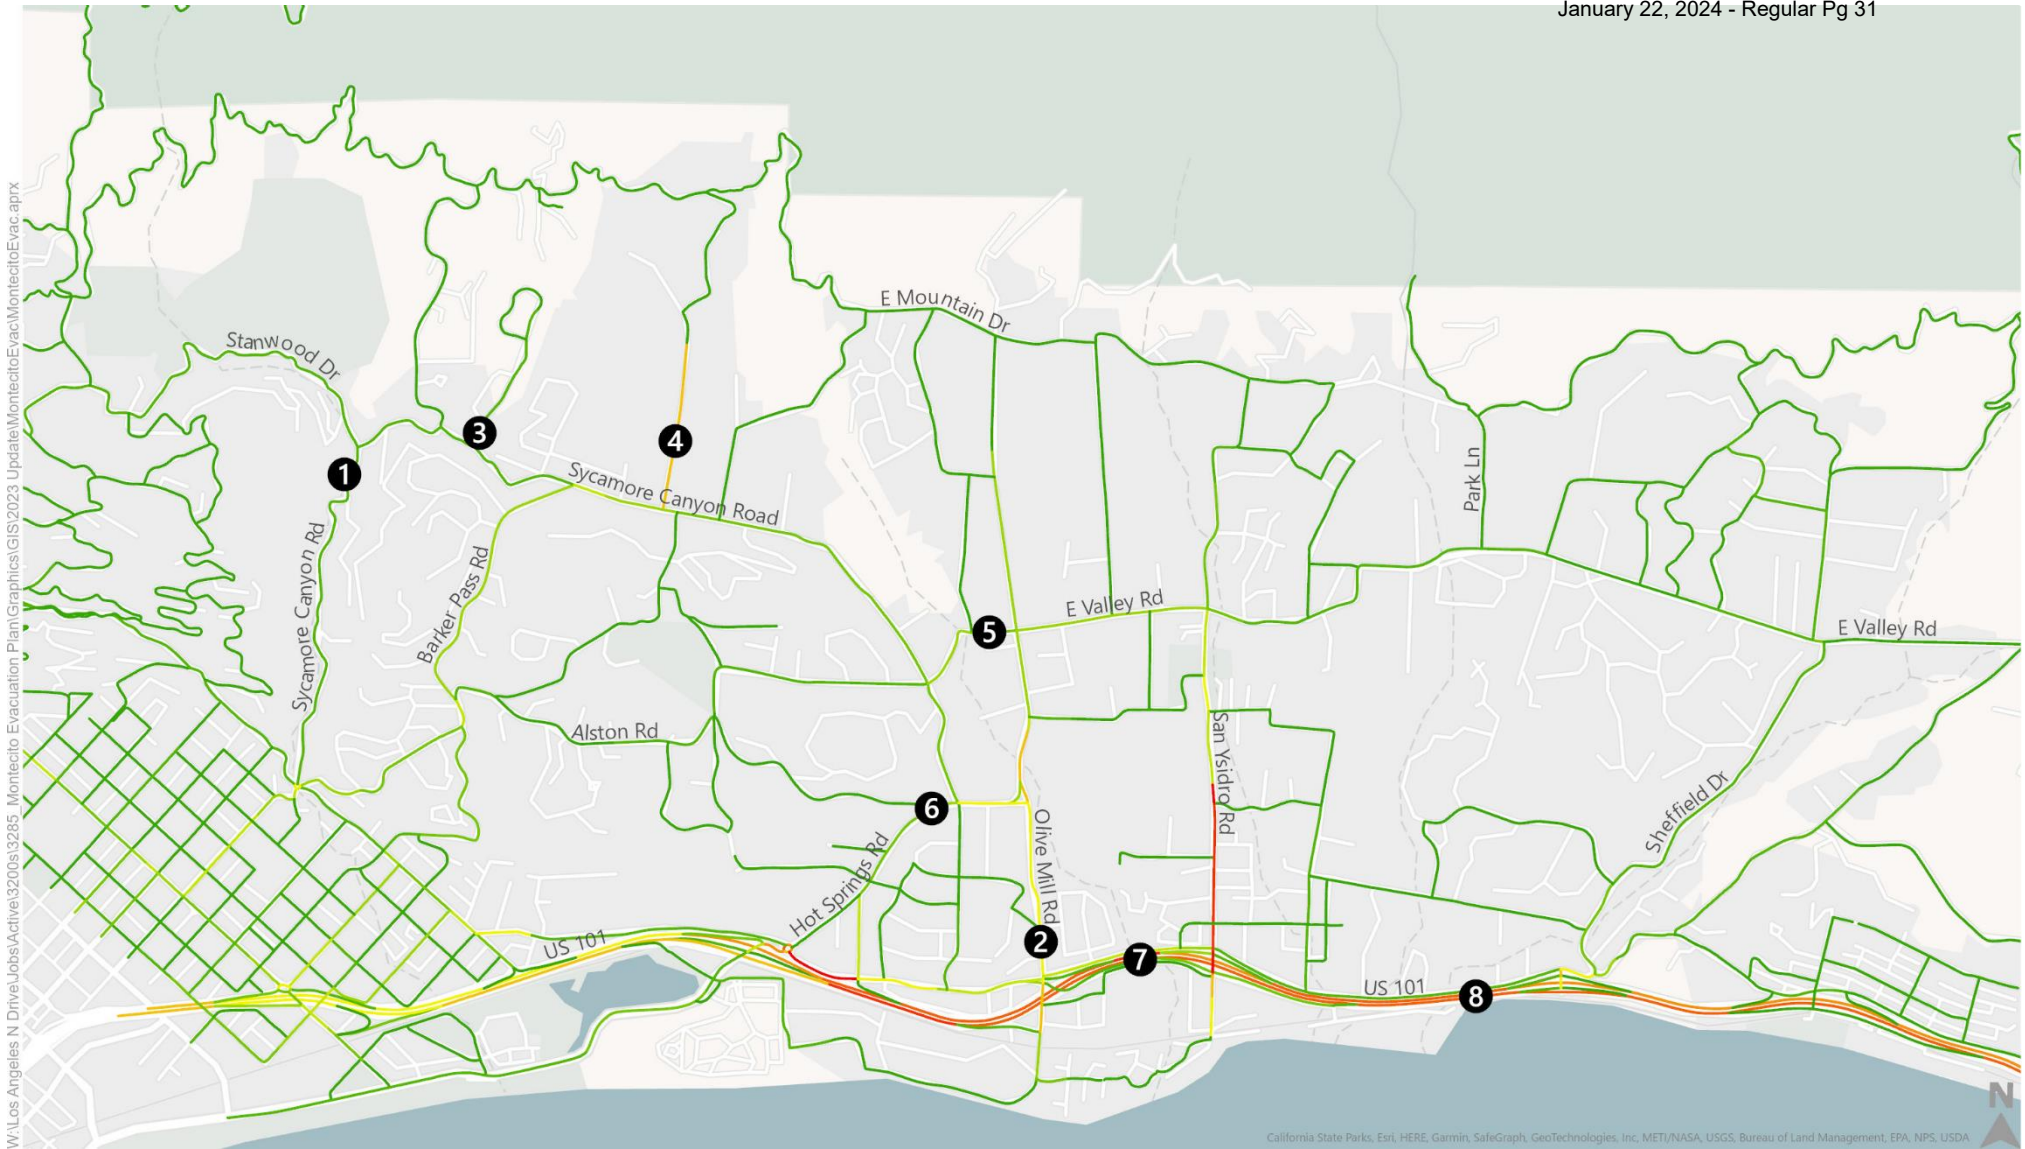 January 22, 2024 - Regular Pg 31
W:\Los Angeles N Drive\Jobs\Active\3200s\3285_Montecito Evacuation Plan\Graphics\GIS\2023 Update\MontecitoEvac\MontecitoEvac.aprx
E Mountain Dr
Stanwood Dr
3
4
1
Sycamore Canyon Road
Park Ln
Sycamore Canyon Rd
Barker Pass Rd
E Valley Rd
5
E Valley Rd
Alston Rd
San Ysidro Rd
6
Olive Mill Rd
Sheffield Dr
Hot Springs Rd
US 101
2
7
US 101
8
N
California State Parks, Esri, HERE, Garmin, SafeGraph, GeoTechnologies, Inc, METI/NASA, USGS, Bureau of Land Management, EPA, NPS, USDA